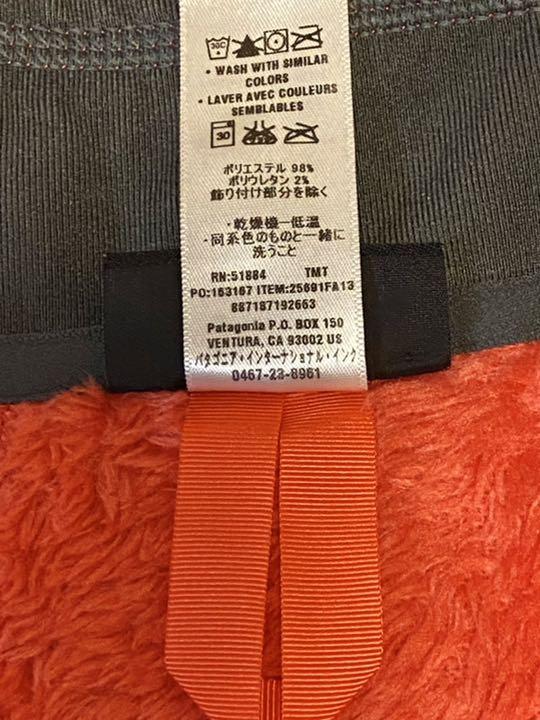 30C
• WASH WITH SIMILAR
COLORS
• LAVER AVEC COULEURS
SEMBLABLES
30
ポリエステル 98%
ポリウレタン 2%
飾り付け部分を除く
・乾燥機一低温
・同系色のものと一緒に
洗うこと
RN:51884 TMT
PO:163167 ITEM:25691FA13
887187192663
Patagonia P.O. BOX 150
VENTURA, CA 93002 US
パタゴニア・インターナショナル・インク
0467-23-8961